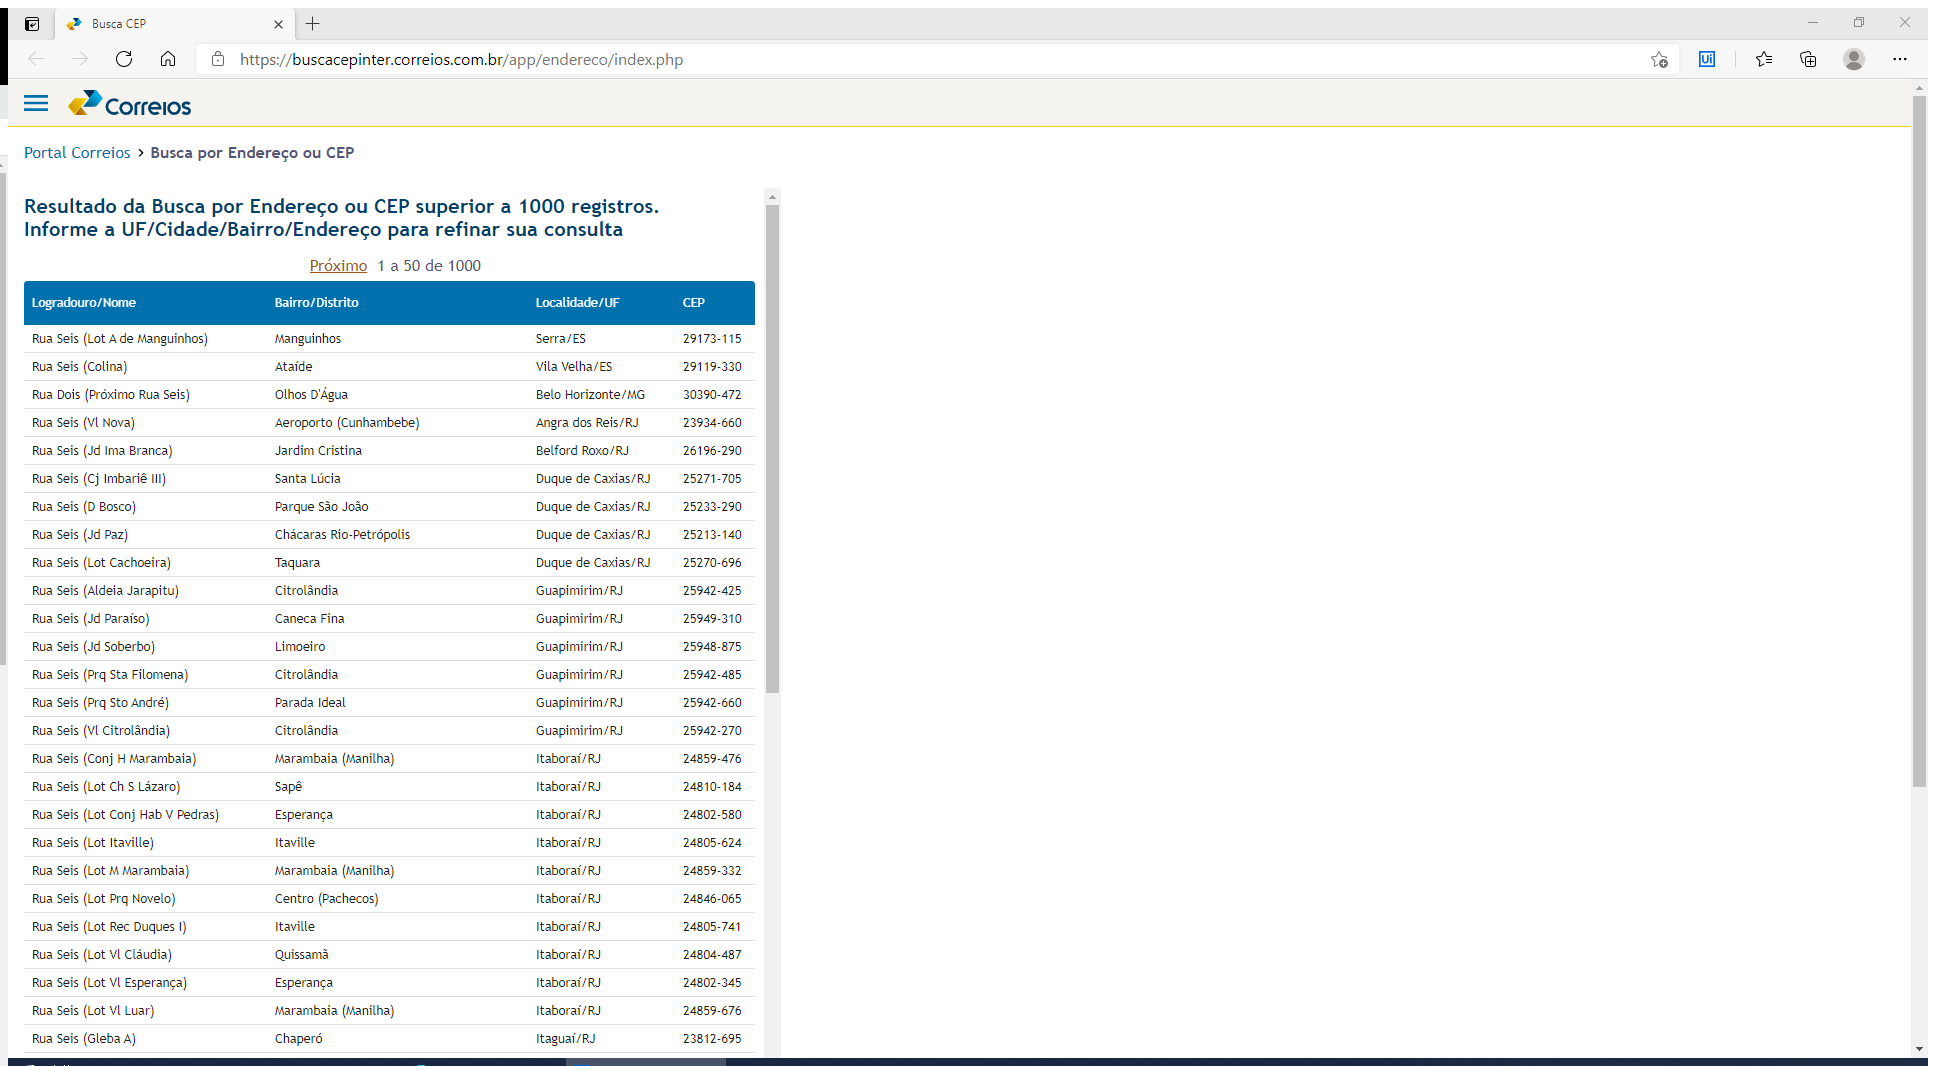 Busca CEP
https://buscacepinter.correios.com.br/app/endereco/index.php
Ui
Correios
Portal Correios > Busca por Endereço ou CEP
Resultado da Busca por Endereço ou CEP superior a 1000 registros.
Informe a UF/Cidade/Bairro/Endereço para refinar sua consulta
Próximo 1 a 50 de 1000
Logradouro/Nome Bairro/Distrito Localidade/UF CEP
Rua Seis (Lot A de Manguinhos) Manguinhos Serra/ES 29173-115
Rua Seis (Colina) Ataíde Vila Velha/ES 29119-330
Rua Dois (Próximo Rua Seis) Olhos D'Água Belo Horizonte/MG 30390-472
Rua Seis (Vl Nova) Aeroporto (Cunhambebe) Angra dos Reis/RJ 23934-660
Rua Seis (Jd Ima Branca) Jardim Cristina Belford Roxo/RJ 26196-290
Rua Seis (Cj Imbariê III) Santa Lúcia Duque de Caxias/RJ 25271-705
Rua Seis (D Bosco) Parque São João Duque de Caxias/RJ 25233-290
Rua Seis (Jd Paz) Chácaras Rio-Petrópolis Duque de Caxias/RJ 25213-140
Rua Seis (Lot Cachoeira) Taquara Duque de Caxias/RJ 25270-696
Rua Seis (Aldeia Jarapitu) Citrolândia Guapimirim/RJ 25942-425
Rua Seis (Jd Paraíso) Caneca Fina Guapimirim/RJ 25949-310
Rua Seis (Jd Soberbo) Limoeiro Guapimirim/RJ 25948-875
Rua Seis (Prq Sta Filomena) Citrolândia Guapimirim/RJ 25942-485
Rua Seis (Prq Sto André) Parada Ideal Guapimirim/RJ 25942-660
Rua Seis (Vl Citrolândia) Citrolândia Guapimirim/RJ 25942-270
Rua Seis (Conj H Marambaia) Marambaia (Manilha) Itaboraí/RJ 24859-476
Rua Seis (Lot Ch S Lázaro) Sapê Itaboraí/RJ 24810-184
Rua Seis (Lot Conj Hab V Pedras) Esperança Itaboraí/RJ 24802-580
Rua Seis (Lot Itaville) Itaville Itaboraí/RJ 24805-624
Rua Seis (Lot M Marambaia) Marambaia (Manilha) Itaboraí/RJ 24859-332
Rua Seis (Lot Prq Novelo) Centro (Pachecos) Itaboraí/RJ 24846-065
Rua Seis (Lot Rec Duques I) Itaville Itaboraí/RJ 24805-741
Rua Seis (Lot Vl Cláudia) Quissamã Itaboraí/RJ 24804-487
Rua Seis (Lot Vl Esperança) Esperança Itaboraí/RJ 24802-345
Rua Seis (Lot Vl Luar) Marambaia (Manilha) Itaboraí/RJ 24859-676
Rua Seis (Gleba A) Chaperó Itaguaí/RJ 23812-695